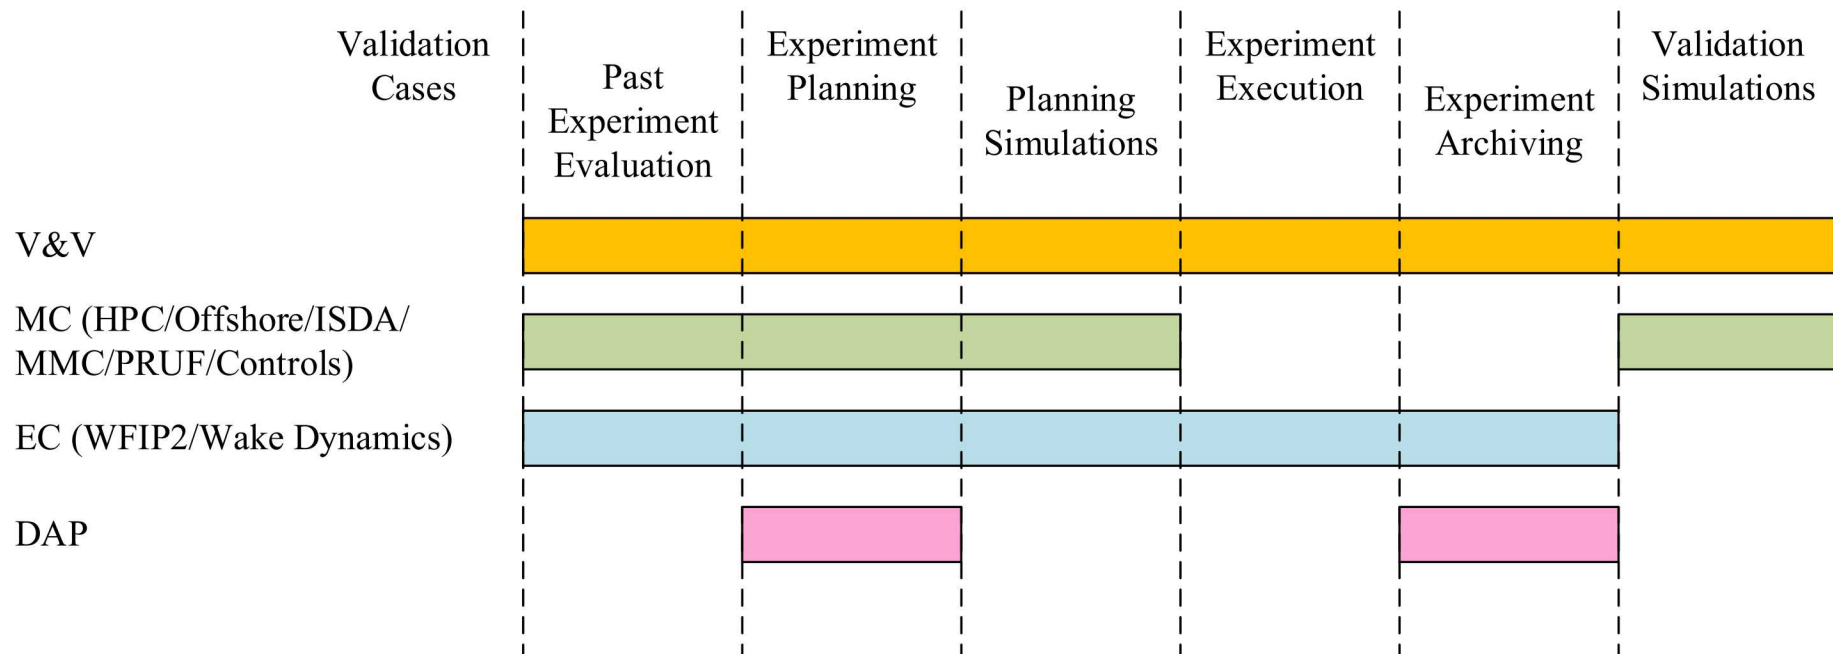 Validation
Cases
Past
Experiment
Evaluation
Experiment
Planning
Planning
Simulations
Experiment
Execution
Experiment
Archiving
Validation
Simulations
V&V
MC (HPC/Offshore/ISDA/
MMC/PRUF/Controls)
EC (WFIP2/Wake Dynamics)
DAP